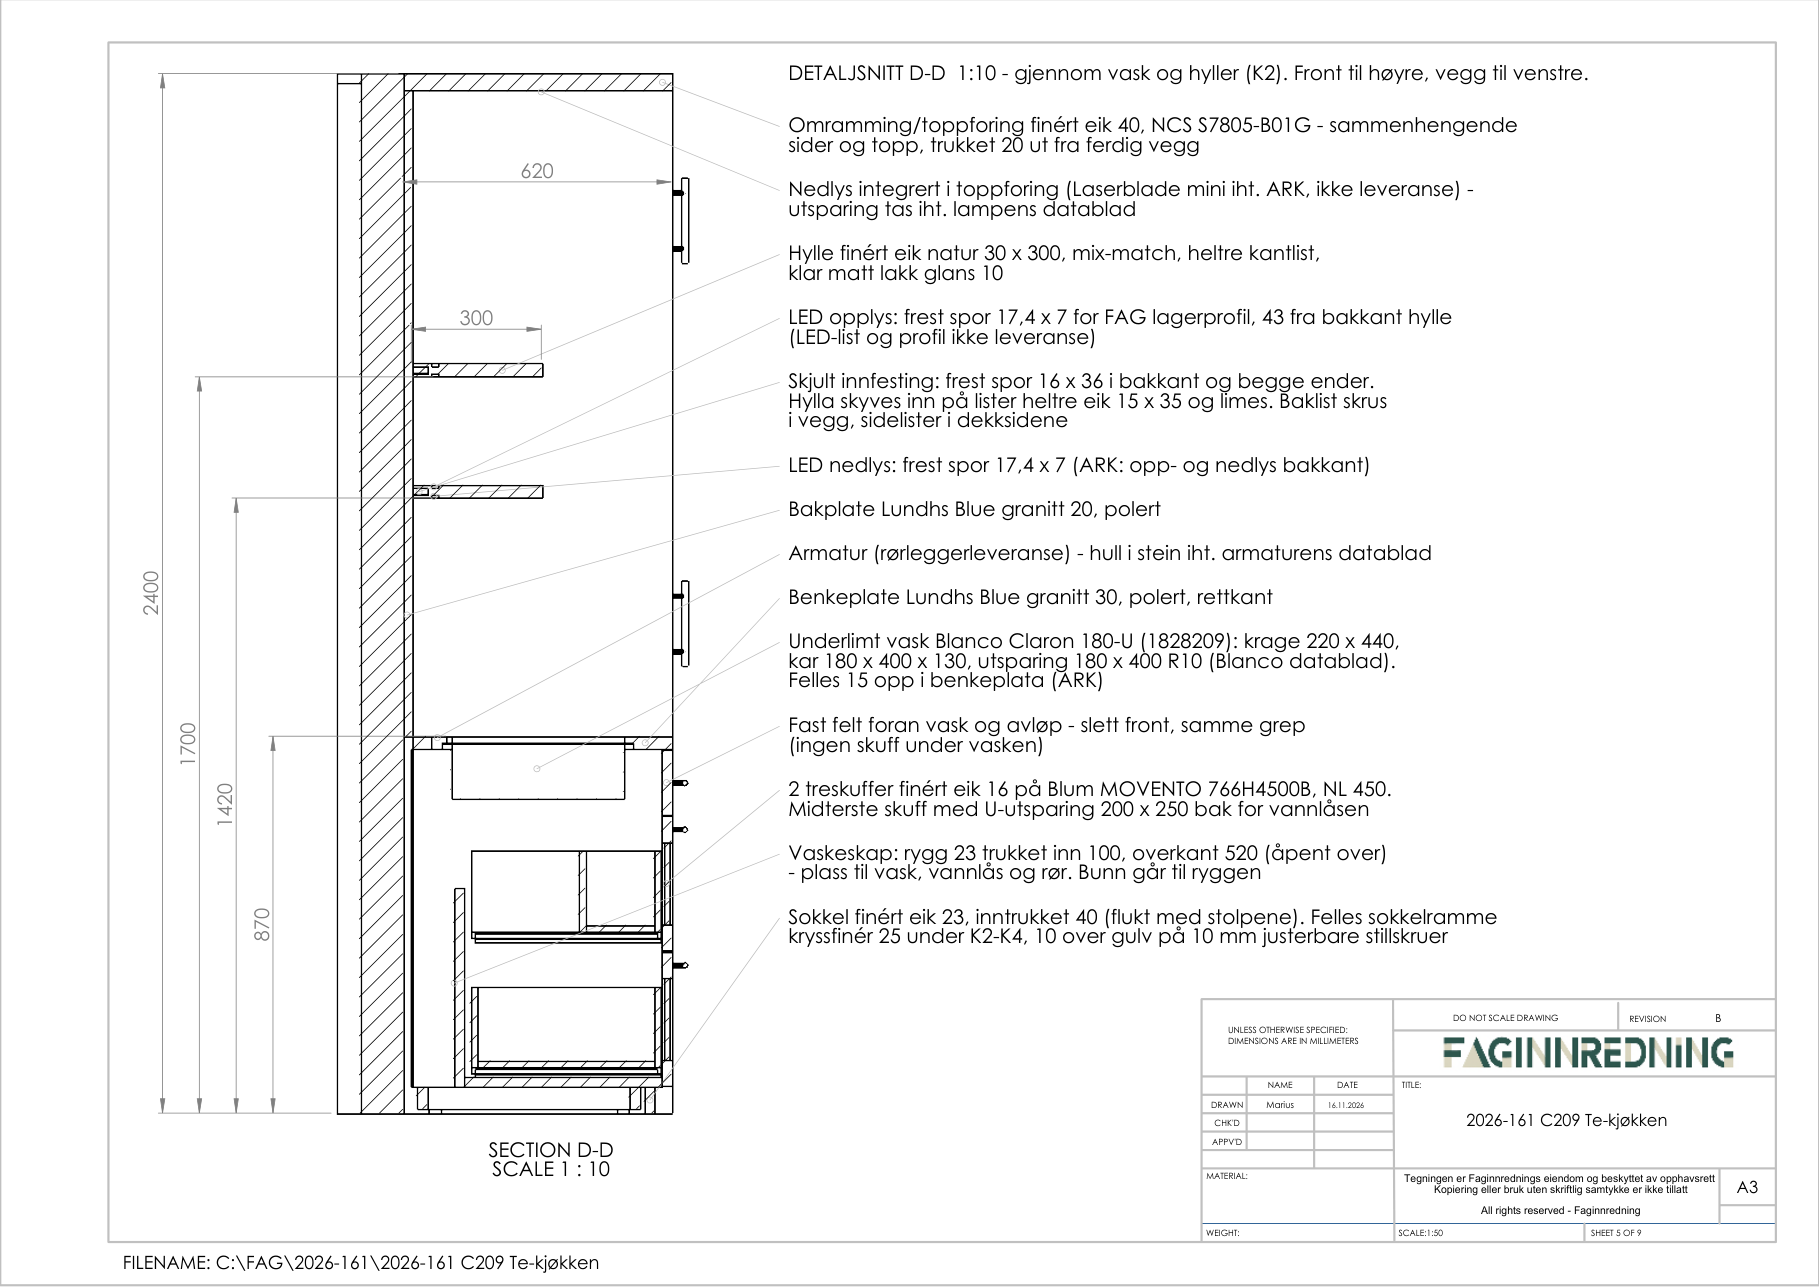 DETALJSNITT D-D 1:10 - gjennom vask og hyller (K2). Front til høyre, vegg til venstre.
Omramming/toppforing finért eik 40, NCS S7805-B01G - sammenhengende
sider og topp, trukket 20 ut fra ferdig vegg
Nedlys integrert i toppforing (Laserblade mini iht. ARK, ikke leveranse) -
utsparing tas iht. lampens datablad
Hylle finért eik natur 30 x 300, mix-match, heltre kantlist,
klar matt lakk glans 10
LED opplys: frest spor 17,4 x 7 for FAG lagerprofil, 43 fra bakkant hylle
(LED-list og profil ikke leveranse)
Skjult innfesting: frest spor 16 x 36 i bakkant og begge ender.
Hylla skyves inn på lister heltre eik 15 x 35 og limes. Baklist skrus
i vegg, sidelister i dekksidene
LED nedlys: frest spor 17,4 x 7 (ARK: opp- og nedlys bakkant)
Bakplate Lundhs Blue granitt 20, polert
Armatur (rørleggerleveranse) - hull i stein iht. armaturens datablad
Benkeplate Lundhs Blue granitt 30, polert, rettkant
Underlimt vask Blanco Claron 180-U (1828209): krage 220 x 440,
kar 180 x 400 x 130, utsparing 180 x 400 R10 (Blanco datablad).
Felles 15 opp i benkeplata (ARK)
Fast felt foran vask og avløp - slett front, samme grep
(ingen skuff under vasken)
2 treskuffer finért eik 16 på Blum MOVENTO 766H4500B, NL 450.
Midterste skuff med U-utsparing 200 x 250 bak for vannlåsen
Vaskeskap: rygg 23 trukket inn 100, overkant 520 (åpent over)
- plass til vask, vannlås og rør. Bunn går til ryggen
Sokkel finért eik 23, inntrukket 40 (flukt med stolpene). Felles sokkelramme
kryssfinér 25 under K2-K4, 10 over gulv på 10 mm justerbare stillskruer
620
300
2400
1700
1420
870
SECTION D-D
SCALE 1 : 10
UNLESS OTHERWISE SPECIFIED:
DIMENSIONS ARE IN MILLIMETERS
DO NOT SCALE DRAWING
REVISION B
FAGINNREDNING
NAME DATE
DRAWN Marius 16.11.2026
CHK'D
APPV'D
TITLE:
2026-161 C209 Te-kjøkken
MATERIAL:
Tegningen er Faginnrednings eiendom og beskyttet av opphavsrett
Kopiering eller bruk uten skriftlig samtykke er ikke tillatt
All rights reserved - Faginnredning
A3
WEIGHT:
SCALE:1:50
SHEET 5 OF 9
FILENAME: C:\FAG\2026-161\2026-161 C209 Te-kjøkken